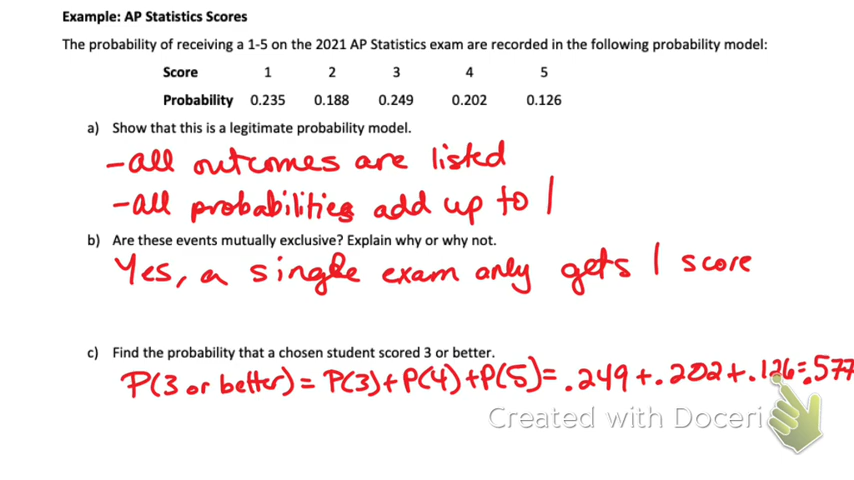 Example: AP Statistics Scores
The probability of receiving a 1-5 on the 2021 AP Statistics exam are recorded in the following probability model:
Score 1 2 3 4 5
Probability 0.235 0.188 0.249 0.202 0.126
a) Show that this is a legitimate probability model.
-all outcomes are listed
-all probabilities add up to 1
b) Are these events mutually exclusive? Explain why or why not.
Yes, a single exam only gets 1 score
c) Find the probability that a chosen student scored 3 or better.
P(3 or better) = P(3)+P(4)+P(5)= .249+.202+.126=.577
Created with Doceri